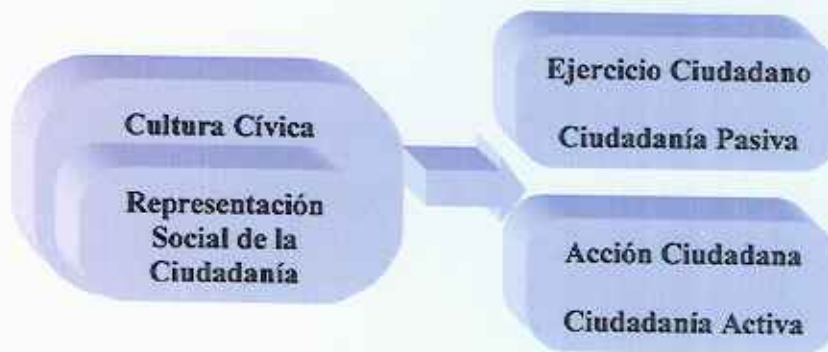 Cultura Cívica
Representación
Social de la
Ciudadanía
Ejercicio Ciudadano
Ciudadanía Pasiva
Acción Ciudadana
Ciudadanía Activa